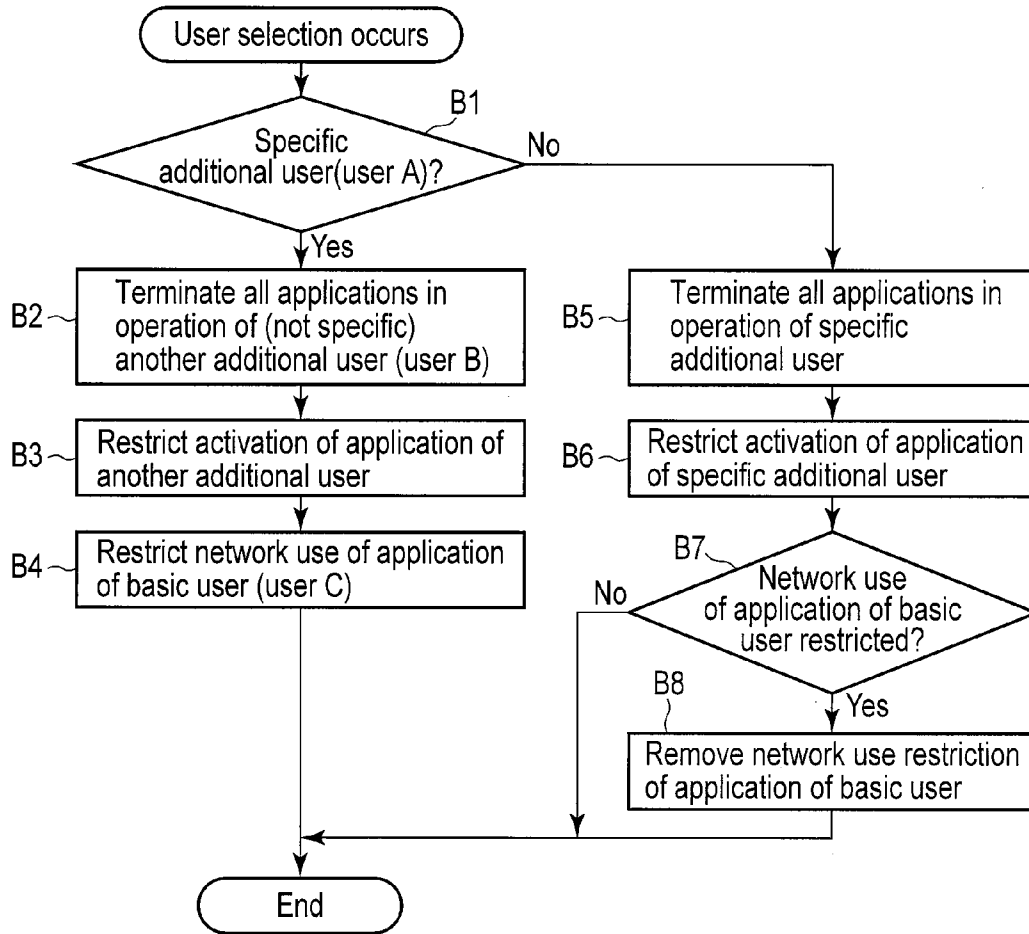 User selection occurs
B1
Specific
additional user(user A)?
No
Yes
B2
Terminate all applications in
operation of (not specific)
another additional user (user B)
B5
Terminate all applications in
operation of specific
additional user
B3
Restrict activation of application of
another additional user
B6
Restrict activation of application
of specific additional user
B4
Restrict network use of application
of basic user (user C)
B7
Network use
of application of basic
user restricted?
No
Yes
B8
Remove network use restriction
of application of basic user
End